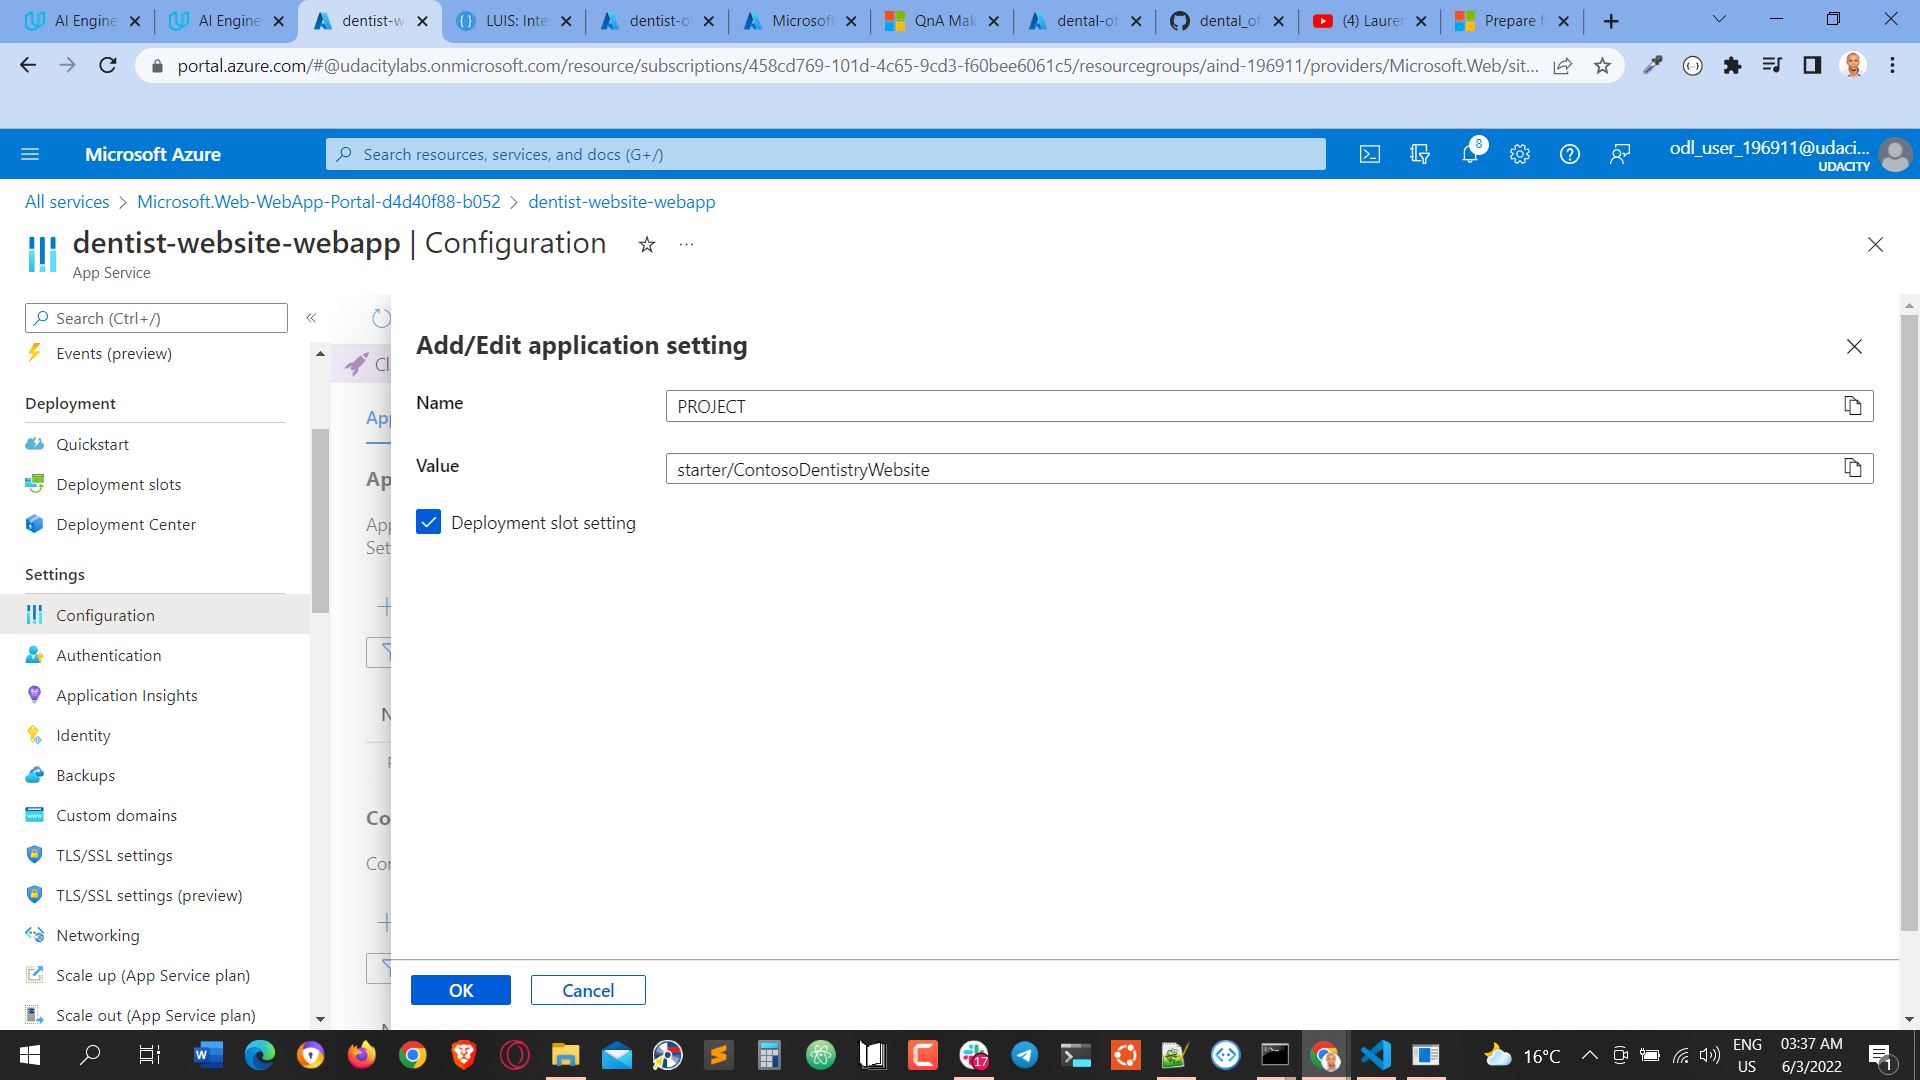 AI Engine
AI Engine
dentist-w
LUIS: Inte
dentist-o
Microsoft
QnA Mak
dental-of
dental_of
(4) Lauren
Prepare f
portal.azure.com/#@udacitylabs.onmicrosoft.com/resource/subscriptions/458cd769-101d-4c65-9cd3-f60bee6061c5/resourcegroups/aind-196911/providers/Microsoft.Web/sit...
Microsoft Azure
Search resources, services, and docs (G+/)
8
odl_user_196911@udaci...
UDACITY
All services > Microsoft.Web-WebApp-Portal-d4d40f88-b052 > dentist-website-webapp
dentist-website-webapp | Configuration
App Service
Search (Ctrl+/)
Events (preview)
Deployment
Quickstart
Deployment slots
Deployment Center
Settings
Configuration
Authentication
Application Insights
Identity
Backups
Custom domains
TLS/SSL settings
TLS/SSL settings (preview)
Networking
Scale up (App Service plan)
Scale out (App Service plan)
Cl
App
Ap
App
Set
N
Co
Con
Add/Edit application setting
Name
PROJECT
Value
starter/ContosoDentistryWebsite
Deployment slot setting
OK
Cancel
17
16°C
ENG
US
03:37 AM
6/3/2022
1